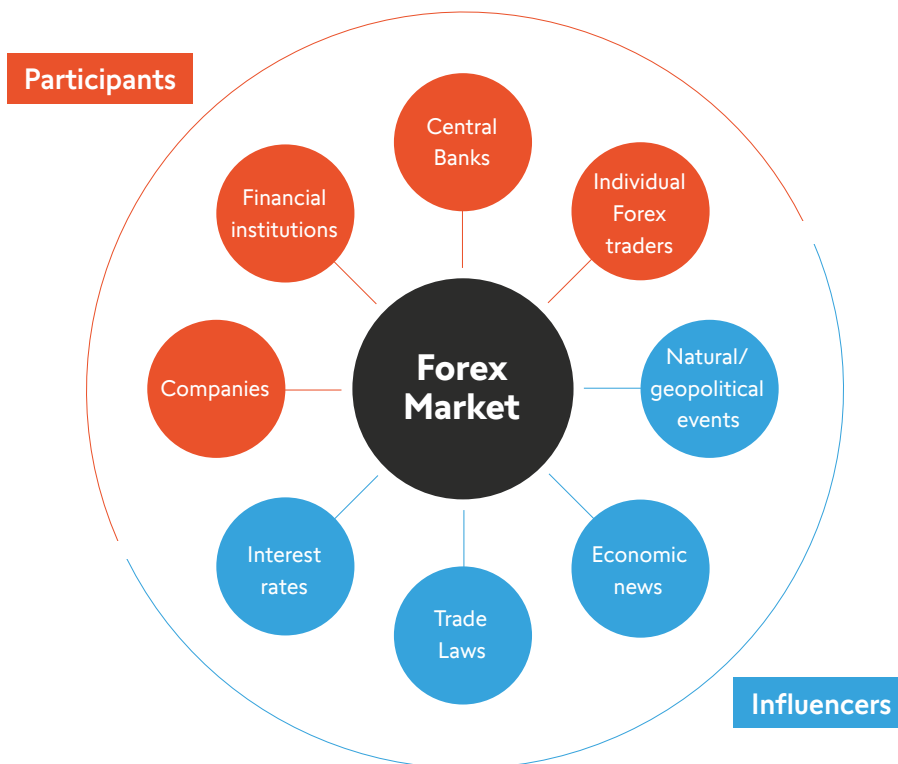 Participants
Central
Banks
Financial
institutions
Individual
Forex
traders
Companies
Forex
Market
Natural/
geopolitical
events
Interest
rates
Trade
Laws
Economic
news
Influencers